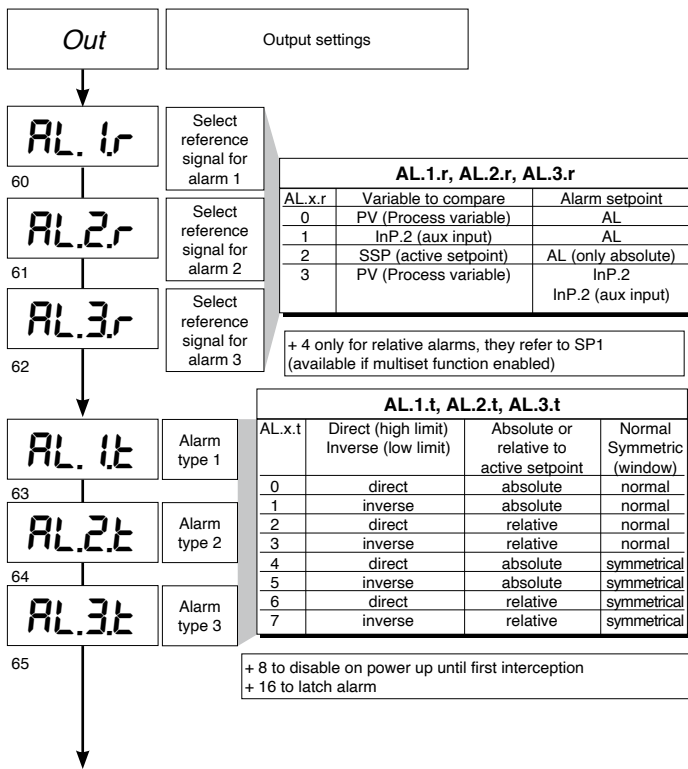 Out
Output settings
AL. 1.r
60
Select
reference
signal for
alarm 1
AL.2.r
61
Select
reference
signal for
alarm 2
AL.3.r
62
Select
reference
signal for
alarm 3
AL.1.r, AL.2.r, AL.3.r
AL.x.r Variable to compare Alarm setpoint
0 PV (Process variable) AL
1 InP.2 (aux input) AL
2 SSP (active setpoint) AL (only absolute)
3 PV (Process variable) InP.2
InP.2 (aux input)
+ 4 only for relative alarms, they refer to SP1
(available if multiset function enabled)
AL. 1.t
63
Alarm
type 1
AL.2.t
64
Alarm
type 2
AL.3.t
65
Alarm
type 3
AL.1.t, AL.2.t, AL.3.t
AL.x.t Direct (high limit) Absolute or Normal
Inverse (low limit) relative to Symmetric
active setpoint (window)
0 direct absolute normal
1 inverse absolute normal
2 direct relative normal
3 inverse relative normal
4 direct absolute symmetrical
5 inverse absolute symmetrical
6 direct relative symmetrical
7 inverse relative symmetrical
+ 8 to disable on power up until first interception
+ 16 to latch alarm